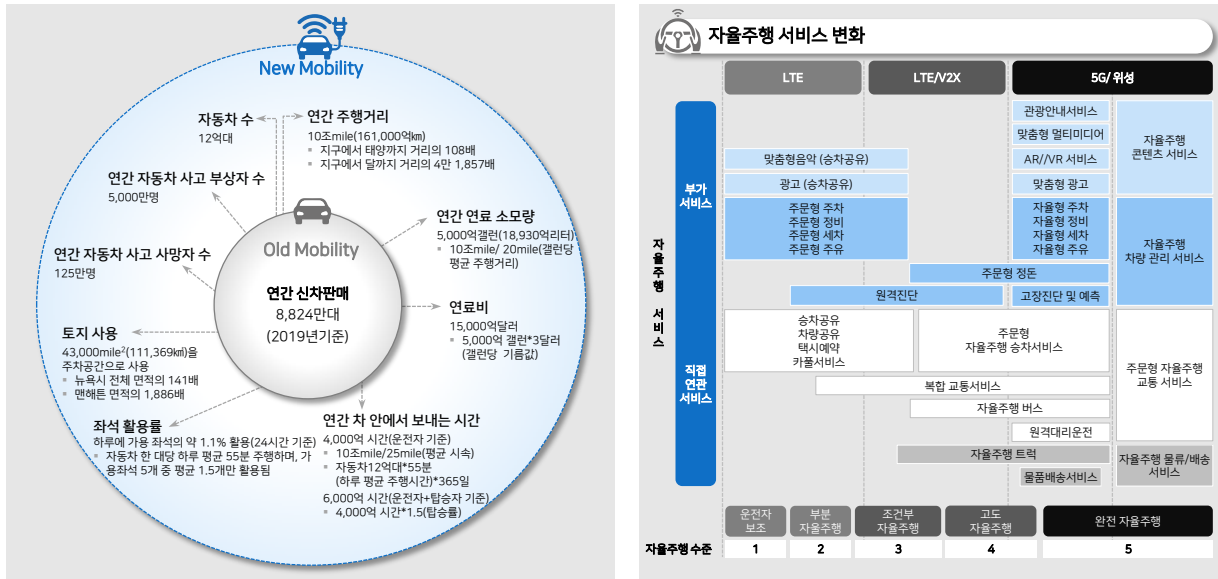 New Mobility
자동차 수
12억대
연간 주행거리
10조mile(161,000억㎞)
▪ 지구에서 태양까지 거리의 108배
▪ 지구에서 달까지 거리의 4만 1,857배
연간 자동차 사고 부상자 수
5,000만명
연간 자동차 사고 사망자 수
125만명
Old Mobility
연간 신차판매
8,824만대
(2019년기준)
연간 연료 소모량
5,000억갤런(18,930억리터)
▪ 10조mile/ 20mile(갤런당
평균 주행거리)
연료비
15,000억달러
▪ 5,000억 갤런*3달러
(갤런당 기름값)
토지 사용
43,000mile²(111,369㎞)을
주차공간으로 사용
▪ 뉴욕시 전체 면적의 141배
▪ 맨해튼 면적의 1,886배
좌석 활용률
하루에 가용 좌석의 약 1.1% 활용(24시간 기준)
▪ 자동차 한 대당 하루 평균 55분 주행하며, 가
용좌석 5개 중 평균 1.5개만 활용됨
연간 차 안에서 보내는 시간
4,000억 시간(운전자 기준)
▪ 10조mile/25mile(평균 시속)
▪ 자동차12억대*55분
(하루 평균 주행시간)*365일
6,000억 시간(운전자+탑승자 기준)
▪ 4,000억 시간*1.5(탑승률)
자율주행 서비스 변화
LTE
LTE/V2X
5G/위성
자율주행 서비스
부가
서비스
관광안내서비스
맞춤형 멀티미디어
맞춤형음악 (승차공유)
AR//VR 서비스
광고 (승차공유)
맞춤형 광고
자율주행
콘텐츠 서비스
주문형 주차
주문형 정비
주문형 세차
주문형 주유
자율형 주차
자율형 정비
자율형 세차
자율형 주유
자율주행
차량 관리 서비스
주문형 정돈
원격진단
고장진단 및 예측
직접
연관
서비스
승차공유
차량공유
택시예약
카풀서비스
주문형
자율주행 승차서비스
주문형 자율주행
교통 서비스
복합 교통서비스
자율주행 버스
원격대리운전
자율주행 트럭
물품배송서비스
자율주행 물류/배송
서비스
운전자
보조
부분
자율주행
조건부
자율주행
고도
자율주행
완전 자율주행
자율주행 수준
1
2
3
4
5